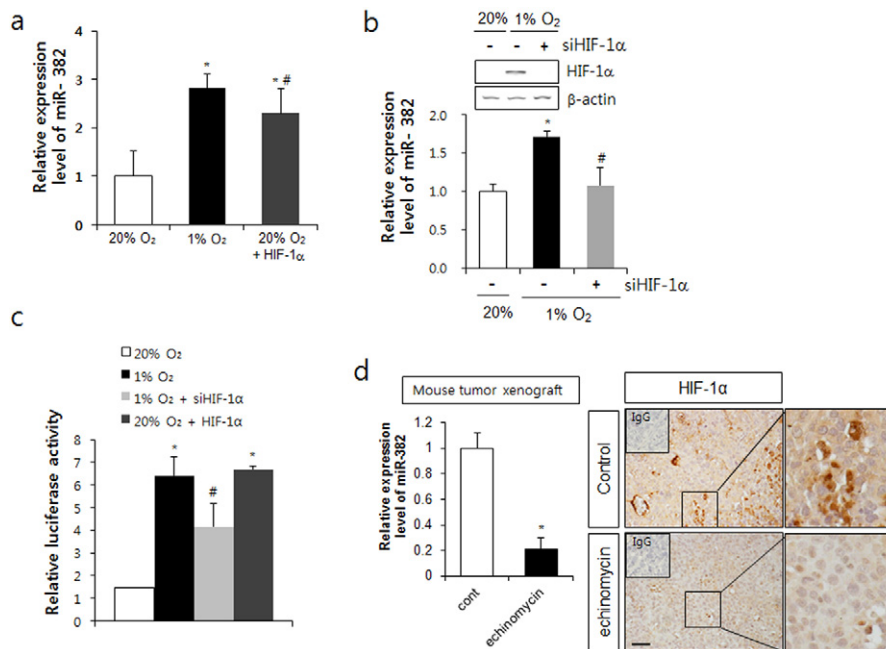 a
Relative expression
level of miR- 382
4
3
2
1
0
*
* #
20% O₂
1% O₂
20% O₂
+ HIF-1α
b
20% 1% O₂
- - + siHIF-1α
HIF-1α
β-actin
Relative expression
level of miR- 382
2.0
1.5
1.0
0.5
0.0
*
#
- - + siHIF-1α
20% 1% O₂
c
20% O₂
1% O₂
1% O₂ + siHIF-1α
20% O₂ + HIF-1α
Relative luciferase activity
8
7
6
5
4
3
2
1
0
*
#
*
d
Mouse tumor xenograft
Relative expression
level of miR-382
1.2
1
0.8
0.6
0.4
0.2
0
*
cont
echinomycin
HIF-1α
Control
IgG
echinomycin
IgG